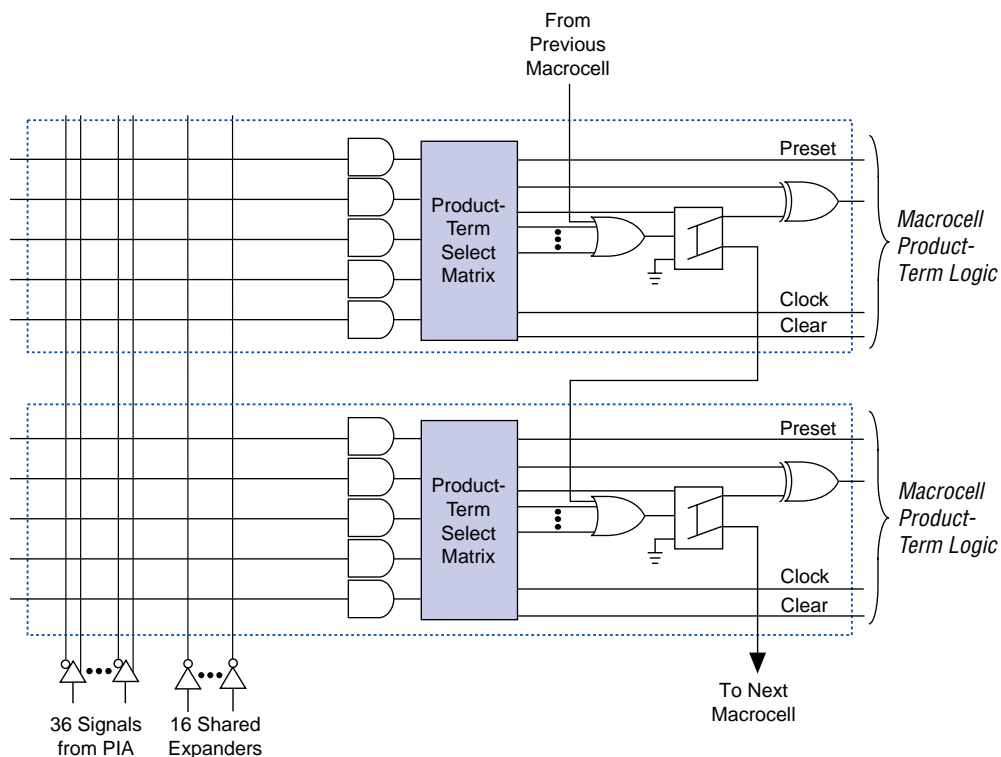 From
Previous
Macrocell
Preset
Product-
Term
Select
Matrix
Macrocell
Product-
Term Logic
Clock
Clear
Preset
Product-
Term
Select
Matrix
Macrocell
Product-
Term Logic
Clock
Clear
36 Signals
from PIA
16 Shared
Expanders
To Next
Macrocell